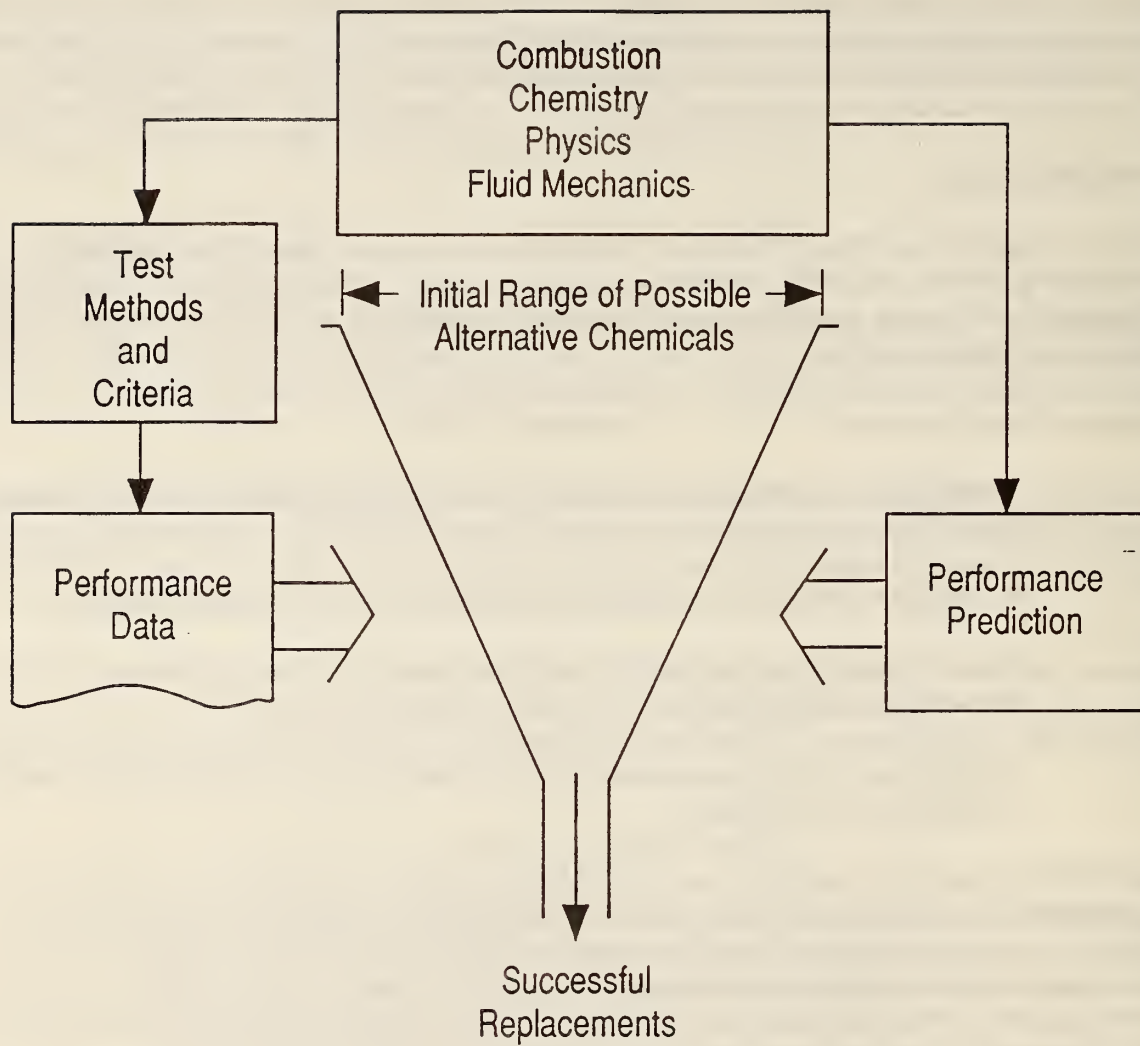 Combustion
Chemistry
Physics
Fluid Mechanics
Test
Methods
and
Criteria
Initial Range of Possible
Alternative Chemicals
Performance
Data
Performance
Prediction
Successful
Replacements